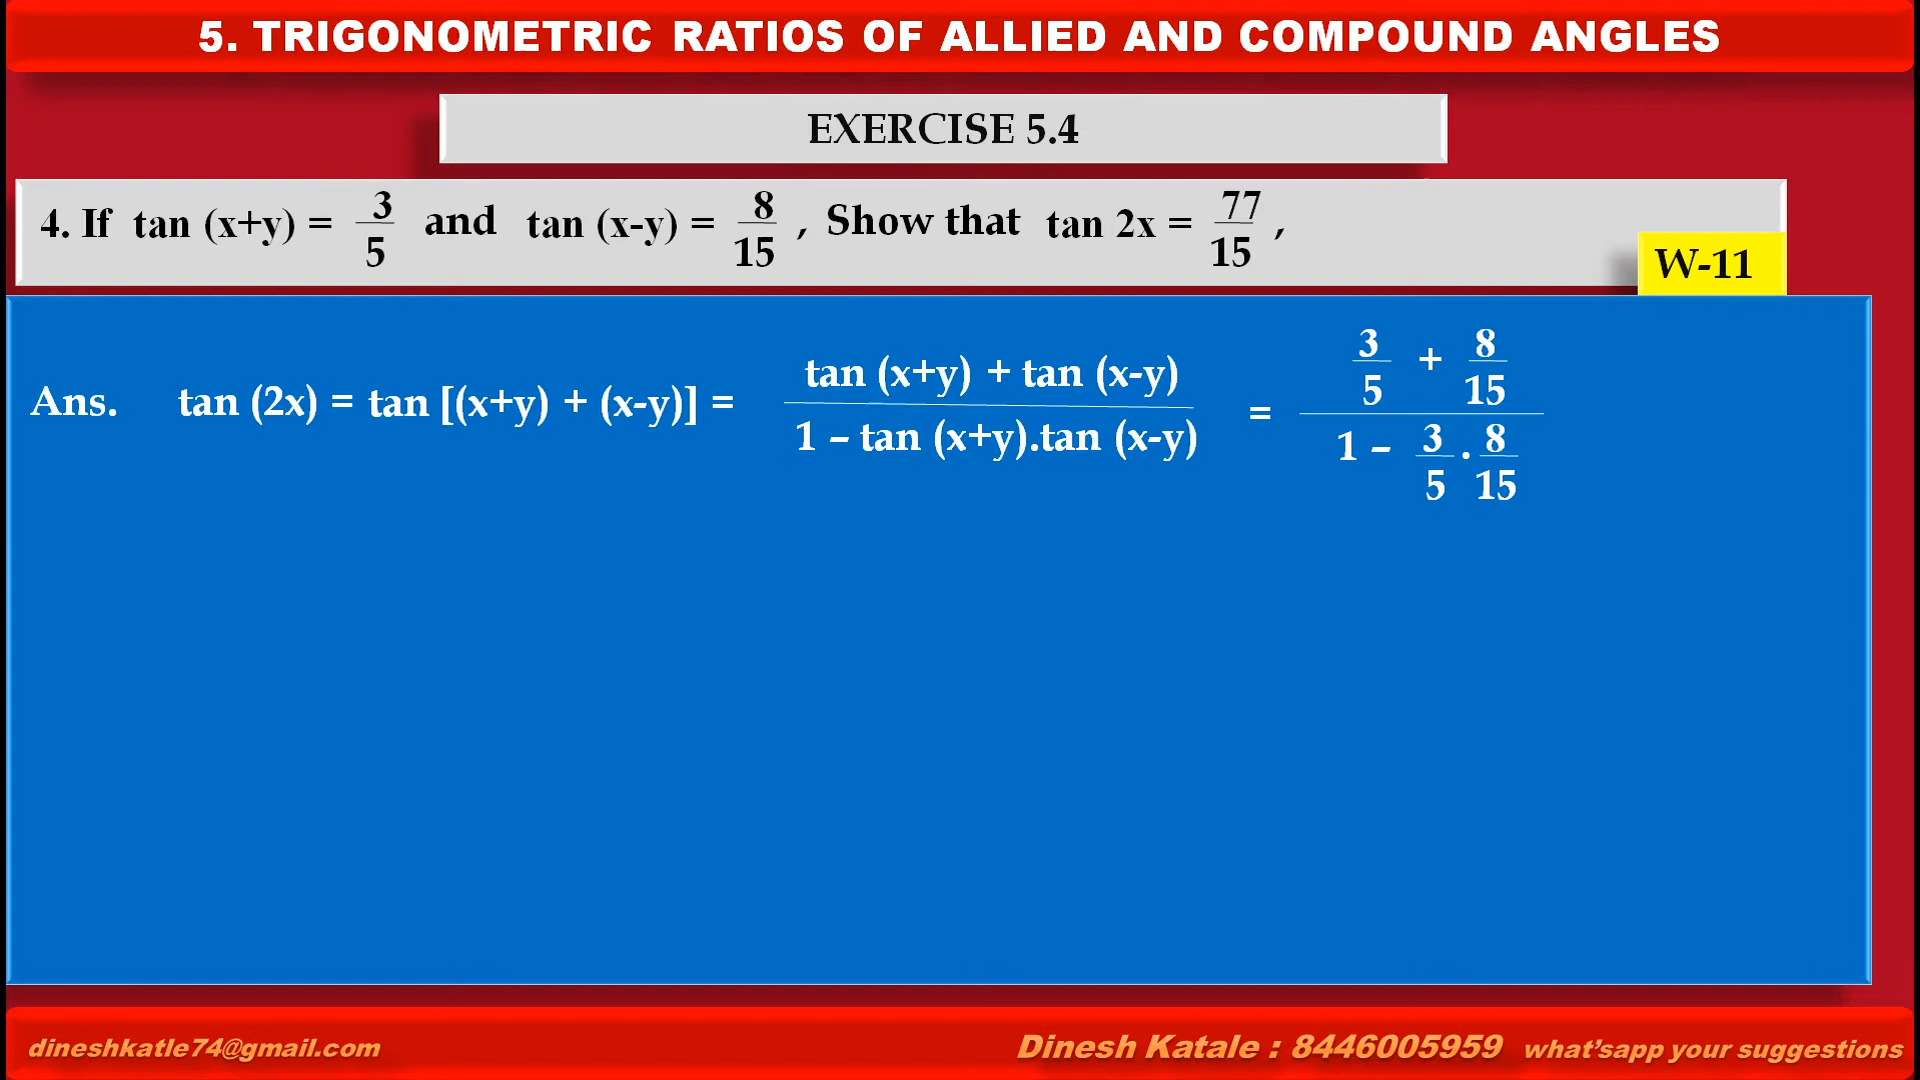 5. TRIGONOMETRIC RATIOS OF ALLIED AND COMPOUND ANGLES
EXERCISE 5.4
4. If tan (x+y) = 3/5 and tan (x-y) = 8/15 , Show that tan 2x = 77/15 ,
W-11
Ans. tan (2x) = tan [(x+y) + (x-y)] = tan (x+y) + tan (x-y) / 1 – tan (x+y).tan (x-y) = 3/5 + 8/15 / 1 – 3/5 . 8/15
dineshkatle74@gmail.com
Dinesh Katale : 8446005959 what'sapp your suggestions